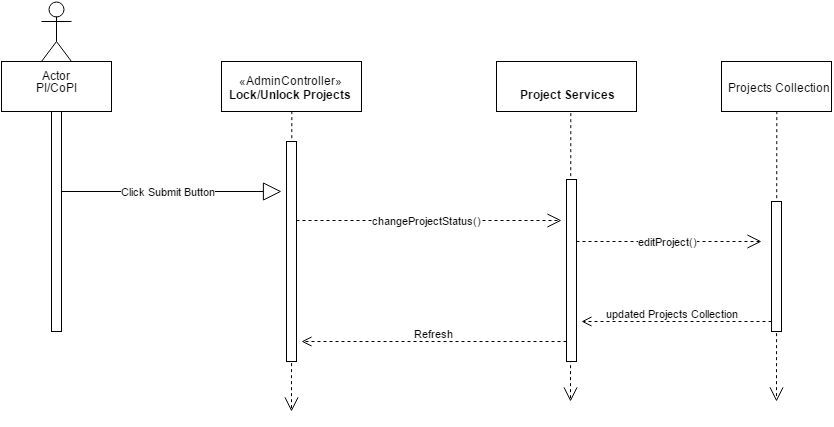 Actor
PI/CoPI
«AdminController»
Lock/Unlock Projects
Project Services
Projects Collection
Click Submit Button
changeProjectStatus()
editProject()
updated Projects Collection
Refresh